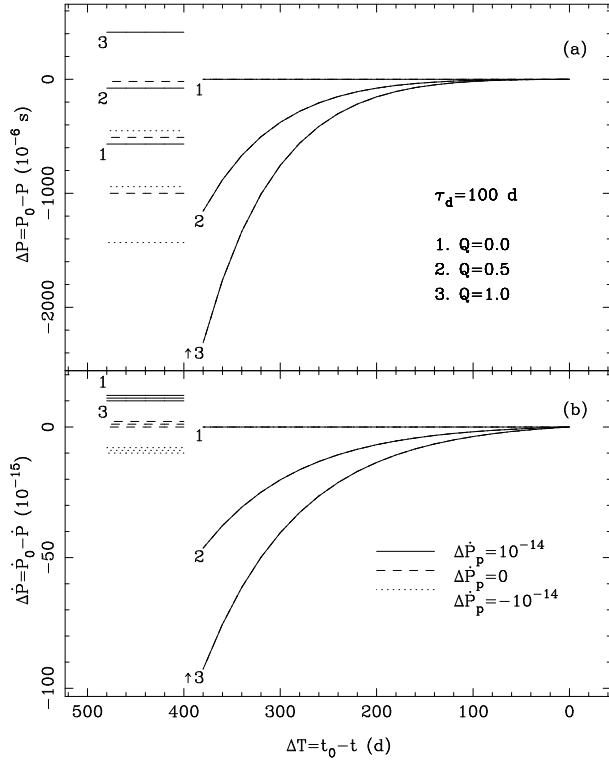 (a)
3
2
1
1
2
↑3
0
−1000
−2000
ΔP=P₀−P (10⁻⁶ s)
τ_d=100 d
1. Q=0.0
2. Q=0.5
3. Q=1.0
(b)
1
3
1
2
↑3
0
−50
−100
ΔṖ=Ṗ₀−Ṗ (10⁻¹⁵)
ΔṖ_p=10⁻¹⁴
ΔṖ_p=0
ΔṖ_p=−10⁻¹⁴
500 400 300 200 100 0
ΔT=t₀−t (d)